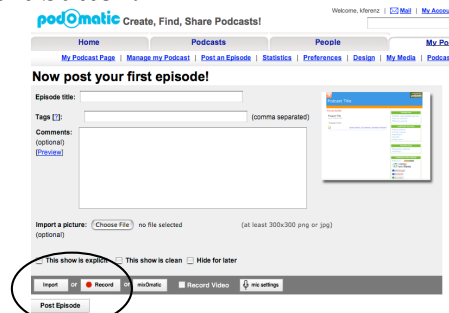 podOmatic Create, Find, Share Podcasts!
Welcome, kferenz | Mail | My Accou
Home Podcasts People My Po
My Podcast Page | Manage my Podcast | Post an Episode | Statistics | Preferences | Design | My Media | Podcas
Now post your first episode!
Episode title:
Tags [?]: (comma separated)
Comments:
(optional)
[Preview]
Podcast Title
Import a picture: Choose File no file selected (at least 300x300 png or jpg)
(optional)
This show is explicit This show is clean Hide for later
Import or Record or mixOmatic Record Video mic settings
Post Episode